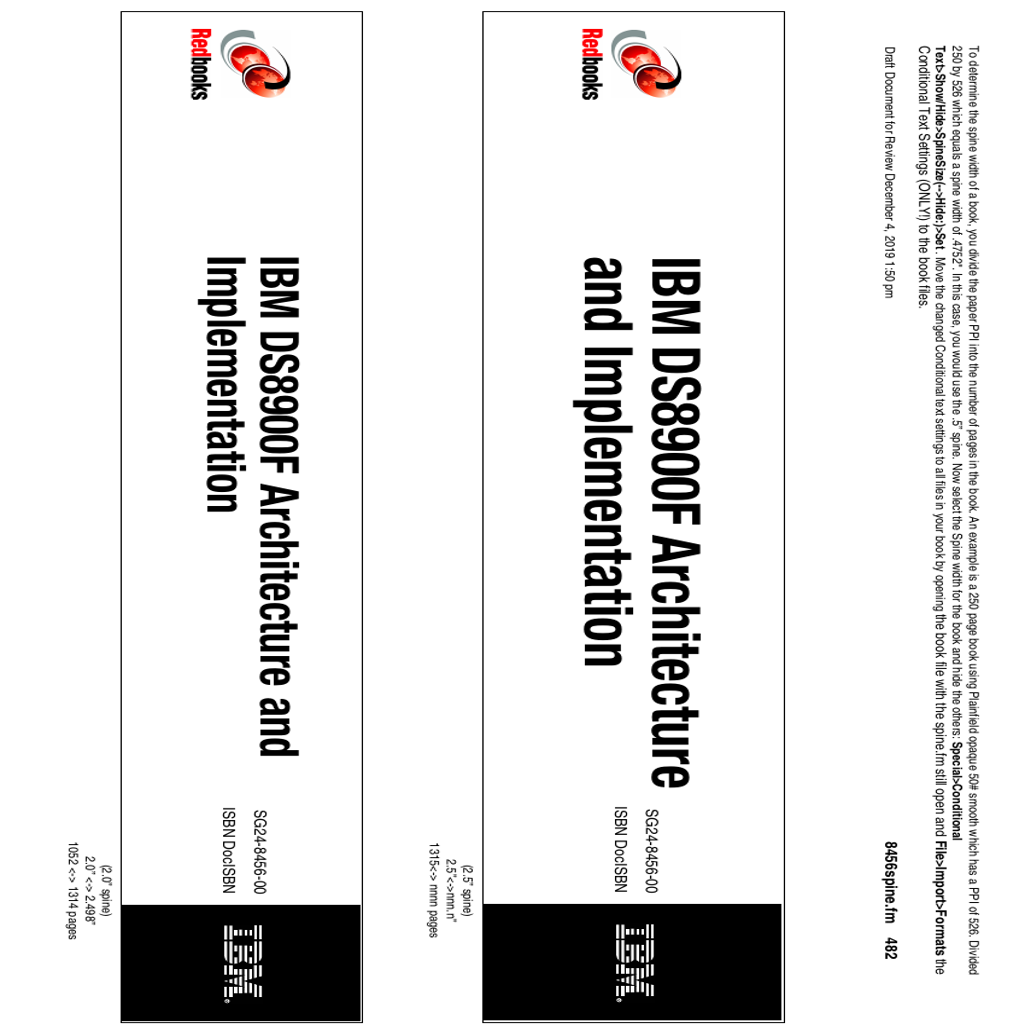 To determine the spine width of a book, you divide the paper PPI into the number of pages in the book. An example is a 250 page book using Plainfield opaque 50# smooth which has a PPI of 526. Divided
250 by 526 which equals a spine width of .4752". In this case, you would use the .5" spine. Now select the Spine width for the book and hide the others: Special>Conditional
Text>Show/Hide>SpineSize(-->Hide:)>Set. Move the changed Conditional text settings to all files in your book by opening the book file with the spine.fm still open and File>Import>Formats the
Conditional Text Settings (ONLY!) to the book files.
Draft Document for Review December 4, 2019 1:50 pm
8456spine.fm 482
Redbooks
IBM DS8900F Architecture
and Implementation
SG24-8456-00
ISBN DocISBN
IBM®
(2.5" spine)
2.5"<->nnn.n"
1315<-> nnnn pages
Redbooks
IBM DS8900F Architecture and
Implementation
SG24-8456-00
ISBN DocISBN
IBM®
(2.0" spine)
2.0" <-> 2.498"
1052 <-> 1314 pages